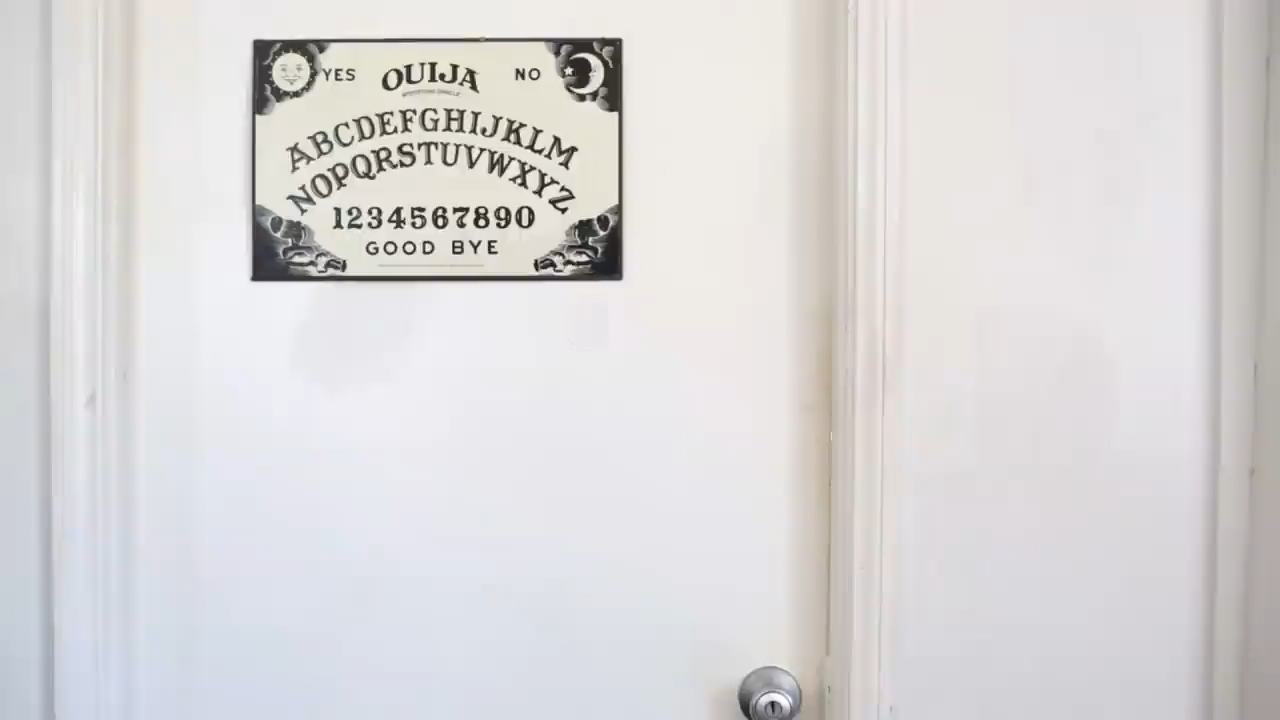 YES OUIJA NO
ABCDEFGHIJKLM
NOPQRSTUVWXYZ
1234567890
GOOD BYE